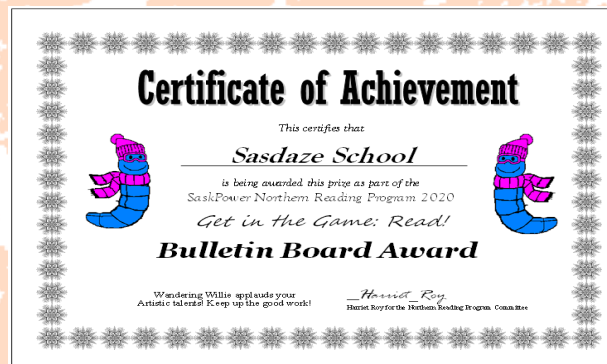 Certificate of Achievement
This certifies that
Sasdaze School
is being awarded this prize as part of the
SaskPower Northern Reading Program 2020
Get in the Game: Read!
Bulletin Board Award
Wandering Willie applauds your
Artistic talents! Keep up the good work!
Harriet Roy
Harriet Roy for the Northern Reading Program Committee